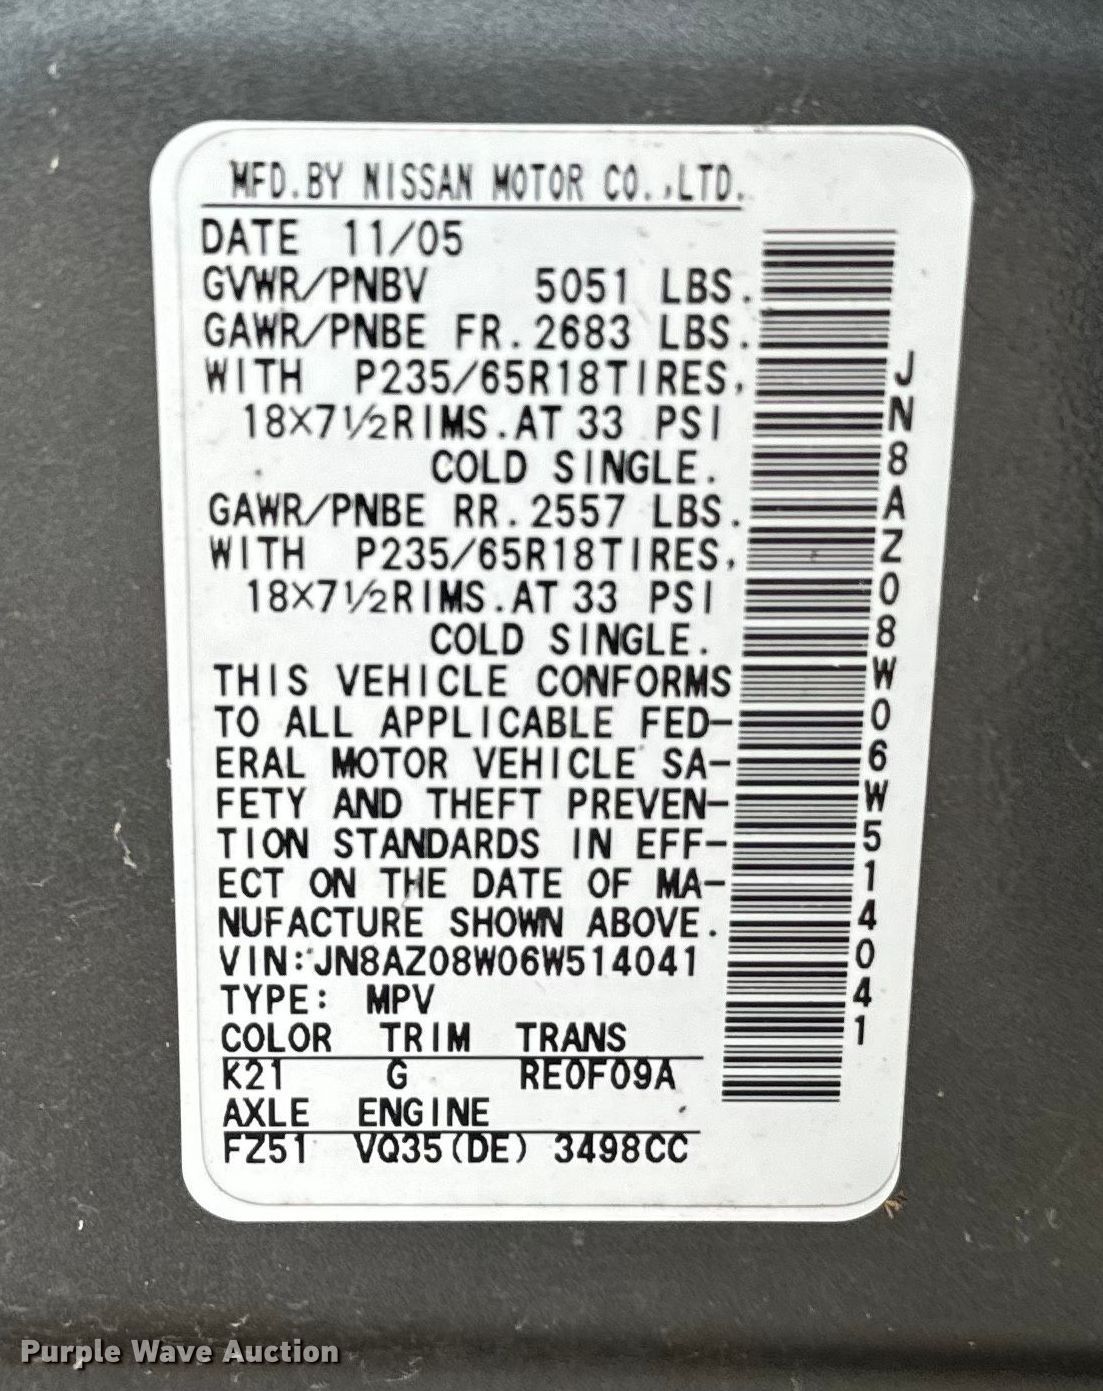 MFD.BY NISSAN MOTOR CO.,LTD.
DATE 11/05
GVWR/PNBV 5051 LBS.
GAWR/PNBE FR.2683 LBS.
WITH P235/65R18TIRES,
18×7½RIMS.AT 33 PSI
COLD SINGLE.
GAWR/PNBE RR.2557 LBS.
WITH P235/65R18TIRES,
18×7½RIMS.AT 33 PSI
COLD SINGLE.
THIS VEHICLE CONFORMS
TO ALL APPLICABLE FED-
ERAL MOTOR VEHICLE SA-
FETY AND THEFT PREVEN-
TION STANDARDS IN EFF-
ECT ON THE DATE OF MA-
NUFACTURE SHOWN ABOVE.
VIN:JN8AZ08W06W514041
TYPE: MPV
COLOR TRIM TRANS
K21 G RE0F09A
AXLE ENGINE
FZ51 VQ35(DE) 3498CC
JN8AZ08W06W514041
Purple Wave Auction